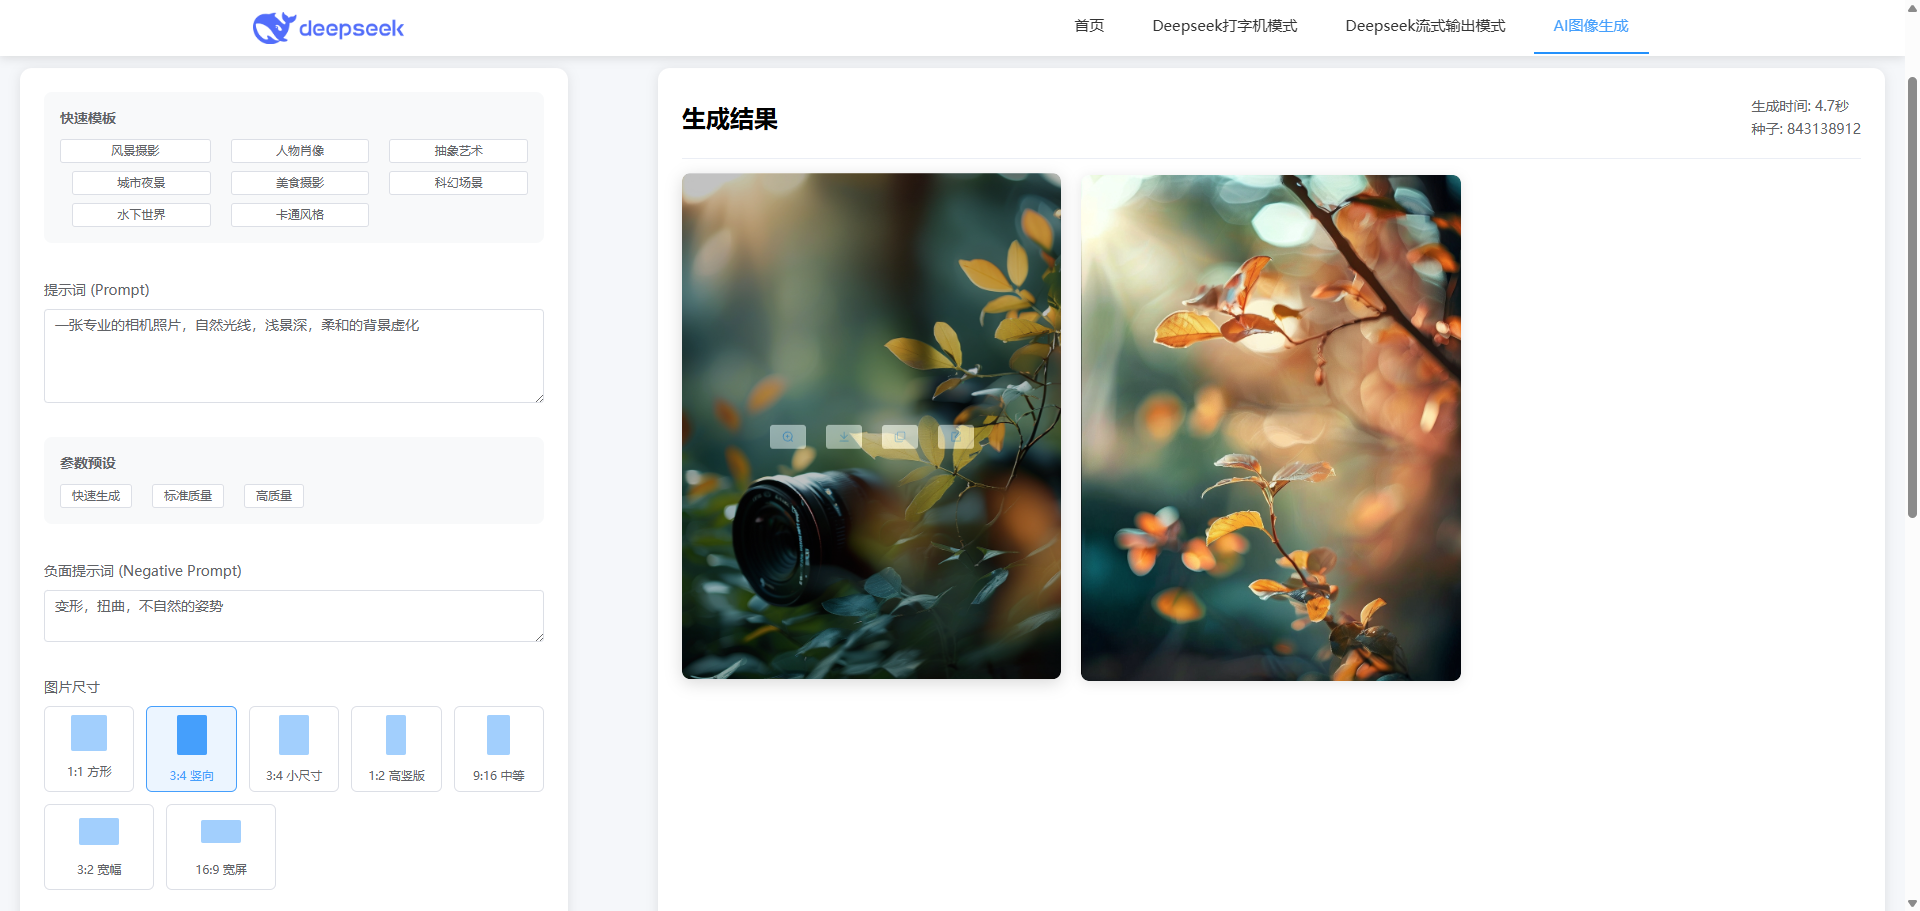 deepseek
首页
Deepseek打字机模式
Deepseek流式输出模式
AI图像生成
快速模板
风景摄影
人物肖像
抽象艺术
城市夜景
美食摄影
科幻场景
水下世界
卡通风格
提示词 (Prompt)
一张专业的相机照片，自然光线，浅景深，柔和的背景虚化
参数预设
快速生成
标准质量
高质量
负面提示词 (Negative Prompt)
变形，扭曲，不自然的姿势
图片尺寸
1:1 方形
3:4 竖向
3:4 小尺寸
1:2 高竖版
9:16 中等
3:2 宽幅
16:9 宽屏
生成结果
生成时间: 4.7秒
种子: 843138912